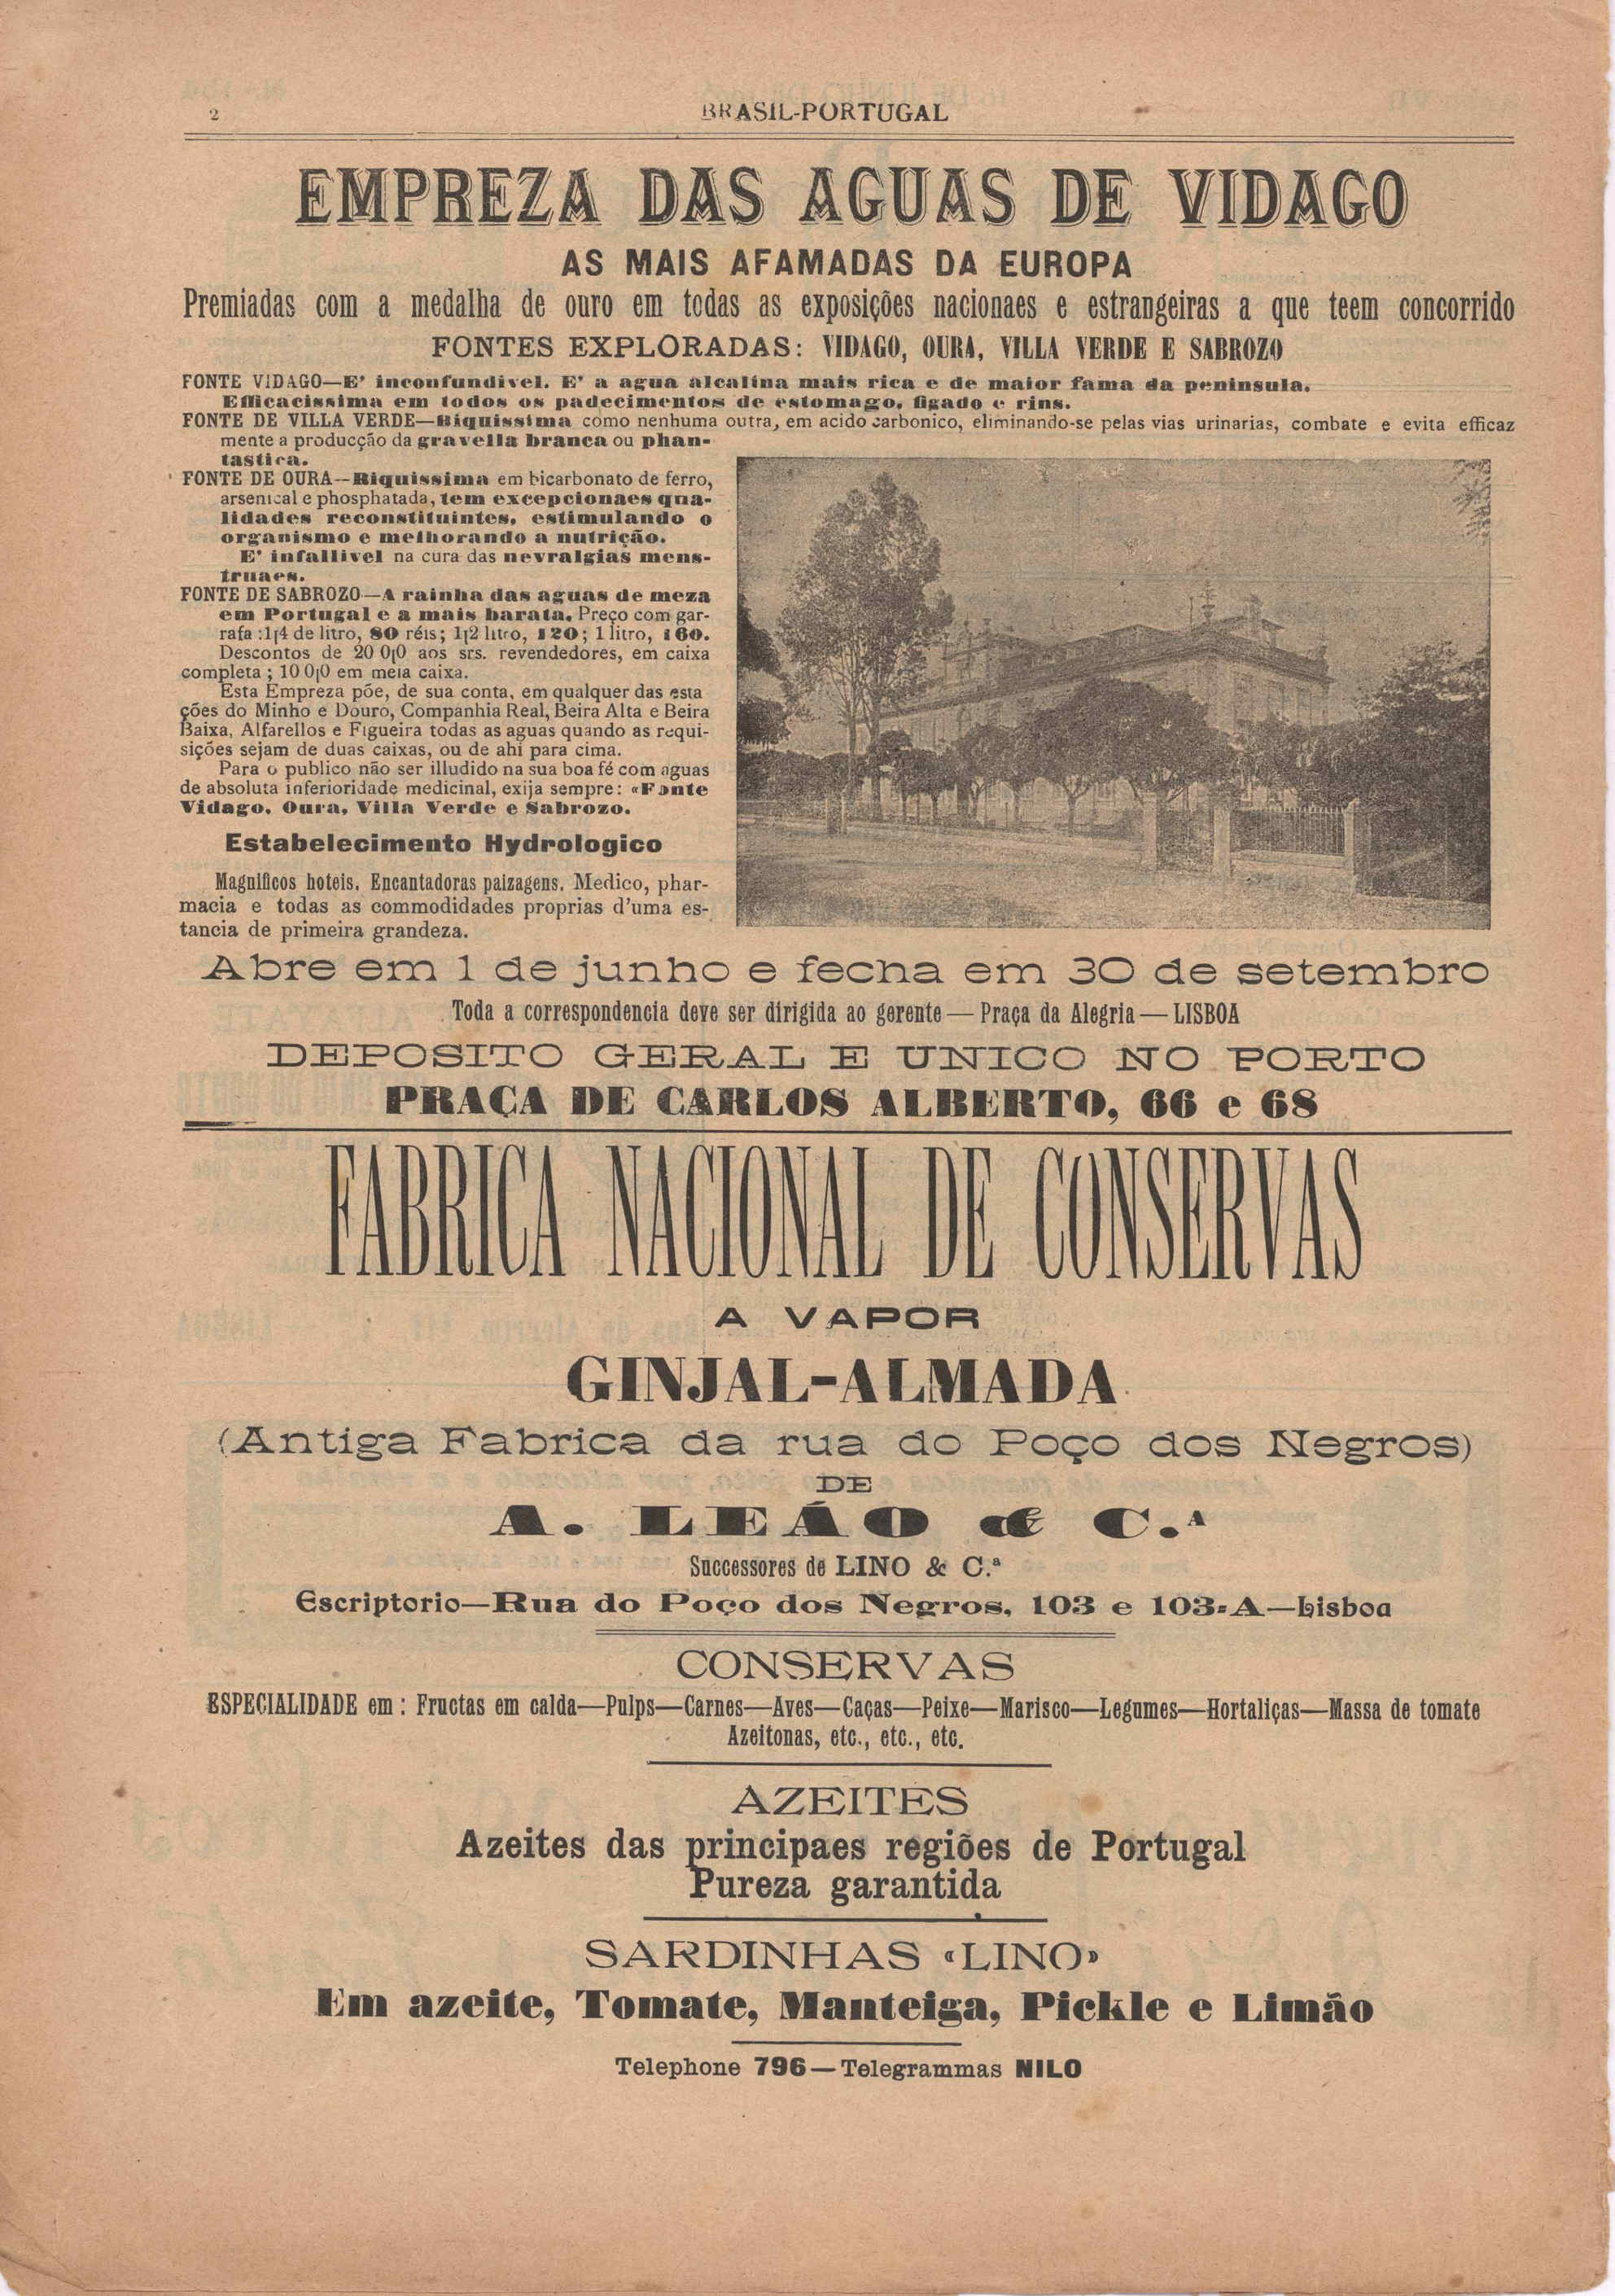 2
BRASIL-PORTUGAL
EMPREZA DAS AGUAS DE VIDAGO
AS MAIS AFAMADAS DA EUROPA
Premiadas com a medalha de ouro em todas as exposições nacionaes e estrangeiras a que teem concorrido
FONTES EXPLORADAS: VIDAGO, OURA, VILLA VERDE E SABROZO
FONTE VIDAGO—E' inconfundivel. E' a agua alcalina mais rica e de maior fama da peninsula.
Efficacissima em todos os padecimentos de estomago, figado e rins.
FONTE DE VILLA VERDE—Riquissima como nenhuma outra, em acido carbonico, eliminando-se pelas vias urinarias, combate e evita efficaz
mente a producção da gravella branca ou phan-
tastica.
FONTE DE OURA—Riquissima em bicarbonato de ferro,
arsenical e phosphatada, tem excepcionaes qua-
lidades reconstituintes, estimulando o
organismo e melhorando a nutrição.
E' infallivel na cura das nevralgias mens-
truaes.
FONTE DE SABROZO—A rainha das aguas de meza
em Portugal e a mais barata. Preço com gar-
rafa :1|4 de litro, 80 réis; 1|2 litro, 120; 1 litro, 160.
Descontos de 20 0|0 aos srs. revendedores, em caixa
completa; 10 0|0 em meia caixa.
Esta Empreza põe, de sua conta, em qualquer das esta
ções do Minho e Douro, Companhia Real, Beira Alta e Beira
Baixa, Alfarellos e Figueira todas as aguas quando as requi-
sições sejam de duas caixas, ou de ahi para cima.
Para o publico não ser illudido na sua boa fé com aguas
de absoluta inferioridade medicinal, exija sempre: «Fonte
Vidago, Oura, Villa Verde e Sabrozo.
Estabelecimento Hydrologico
Magnificos hoteis. Encantadoras paizagens. Medico, phar-
macia e todas as commodidades proprias d'uma es-
tancia de primeira grandeza.
Abre em 1 de junho e fecha em 30 de setembro
Toda a correspondencia deve ser dirigida ao gerente — Praça da Alegria — LISBOA
DEPOSITO GERAL E UNICO NO PORTO
PRAÇA DE CARLOS ALBERTO, 66 e 68
FABRICA NACIONAL DE CONSERVAS
A VAPOR
GINJAL-ALMADA
(Antiga Fabrica da rua do Poço dos Negros)
DE
A. LEÃO & C.ᴬ
Successores de LINO & C.ª
Escriptorio—Rua do Poço dos Negros, 103 e 103-A—Lisboa
CONSERVAS
ESPECIALIDADE em : Fructas em calda—Pulps—Carnes—Aves—Caças—Peixe—Marisco—Legumes—Hortaliças—Massa de tomate
Azeitonas, etc., etc., etc.
AZEITES
Azeites das principaes regiões de Portugal
Pureza garantida
SARDINHAS «LINO»
Em azeite, Tomate, Manteiga, Pickle e Limão
Telephone 796—Telegrammas NILO